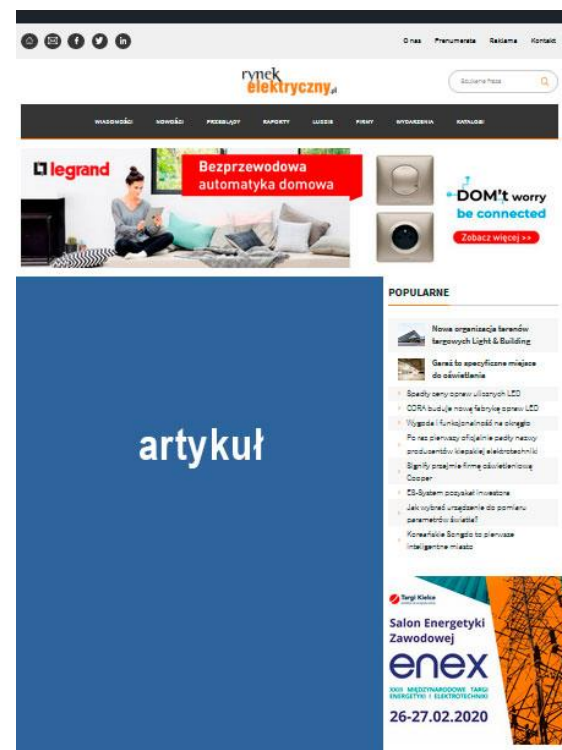 O nas Prenumerata Reklama Kontakt
rynek
elektryczny.pl
Szukana fraza
WIADOMOŚCI NOWOŚCI PRZEGLĄDY RAPORTY LUDZIE FIRMY WYDARZENIA KATALOGI
legrand
Bezprzewodowa
automatyka domowa
DOM't worry
be connected
Zobacz więcej >>
POPULARNE
Nowa organizacja terenów
targowych Light & Building
Garaż to specyficzne miejsce
do oświetlania
Spadły ceny opraw ulicznych LED
CORA buduje nową fabrykę opraw LED
Wygoda i funkcjonalność na okrągło
Po raz pierwszy oficjalnie padły nazwy
producentów kiepskiej elektrotechniki
Signify przejmie firmę oświetleniową
Cooper
ES-System pozyskał inwestora
Jak wybrać urządzenie do pomiaru
parametrów światła?
Koreańskie Songdo to pierwsze
inteligentne miasto
artykuł
Targi Kielce
Salon Energetyki
Zawodowej
enex
XXIII MIĘDZYNARODOWE TARGI
ENERGETYKI I ELEKTROTECHNIKI
26-27.02.2020